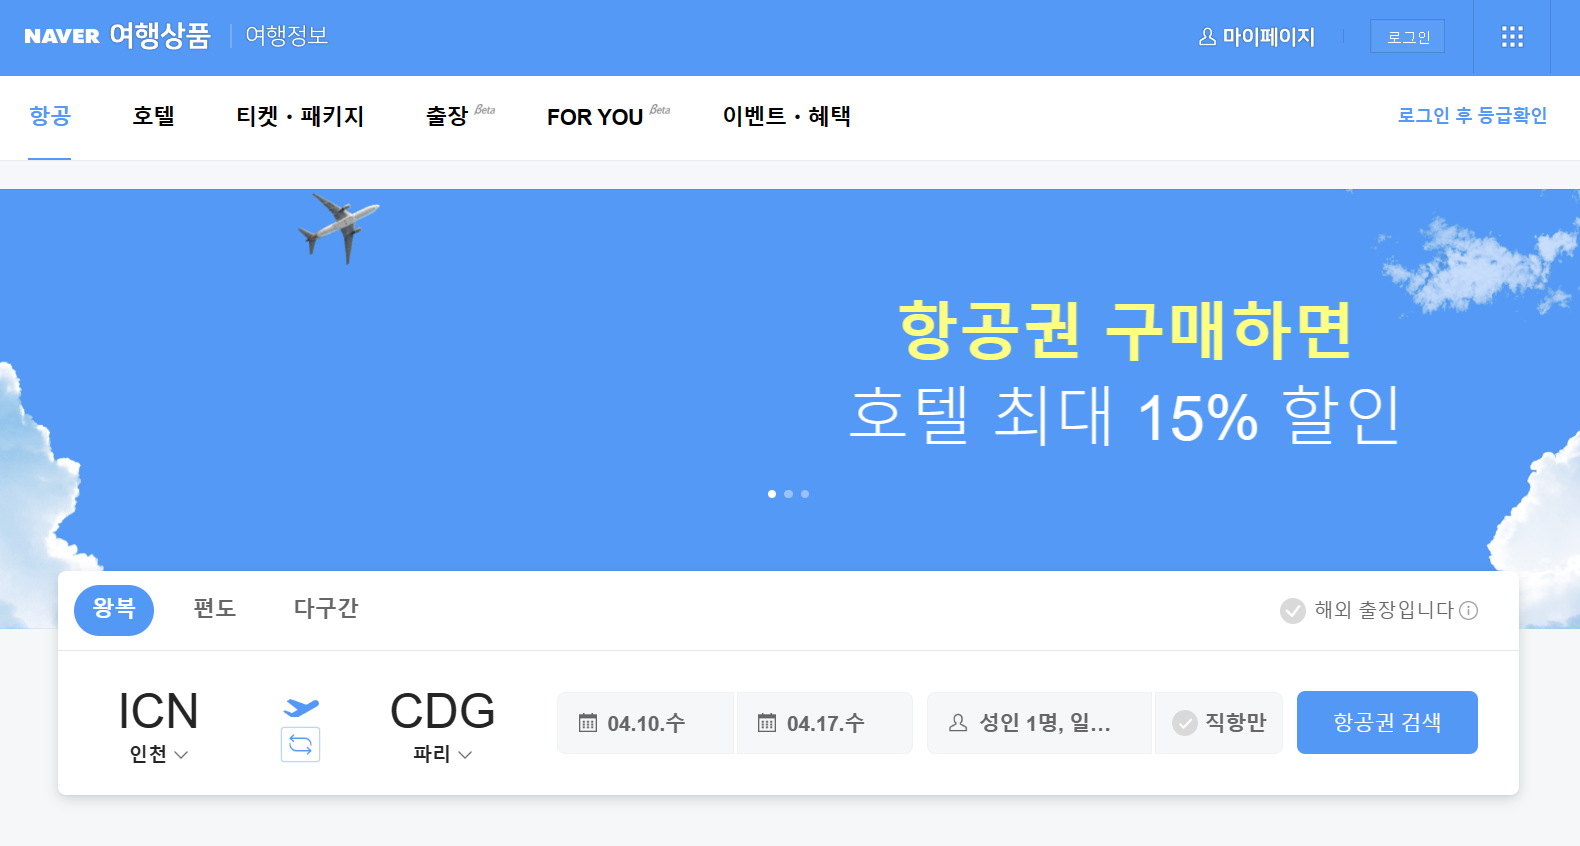 NAVER 여행상품 여행정보 마이페이지 로그인
항공 호텔 티켓・패키지 출장 Beta FOR YOU Beta 이벤트・혜택 로그인 후 등급확인
항공권 구매하면
호텔 최대 15% 할인
왕복 편도 다구간 해외 출장입니다
ICN CDG
인천 파리
04.10.수 04.17.수 성인 1명, 일... 직항만 항공권 검색